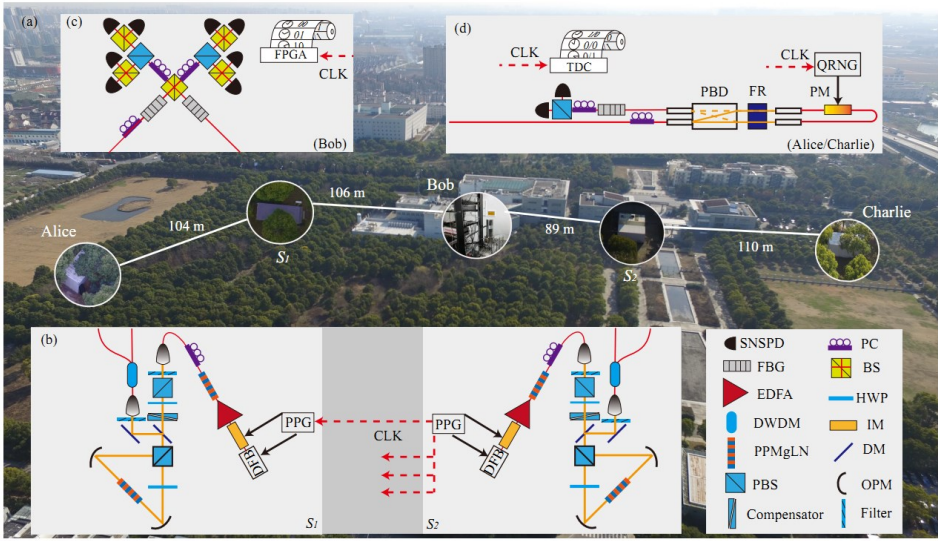 (a)
(c)
FPGA
CLK
(Bob)
(d)
CLK
TDC
CLK
QRNG
PBD
FR
PM
(Alice/Charlie)
Alice
104 m
S1
106 m
Bob
89 m
S2
110 m
Charlie
(b)
PPG
DFB
S1
CLK
PPG
DFB
S2
SNSPD
PC
FBG
BS
EDFA
HWP
DWDM
IM
PPMgLN
DM
PBS
OPM
Compensator
Filter